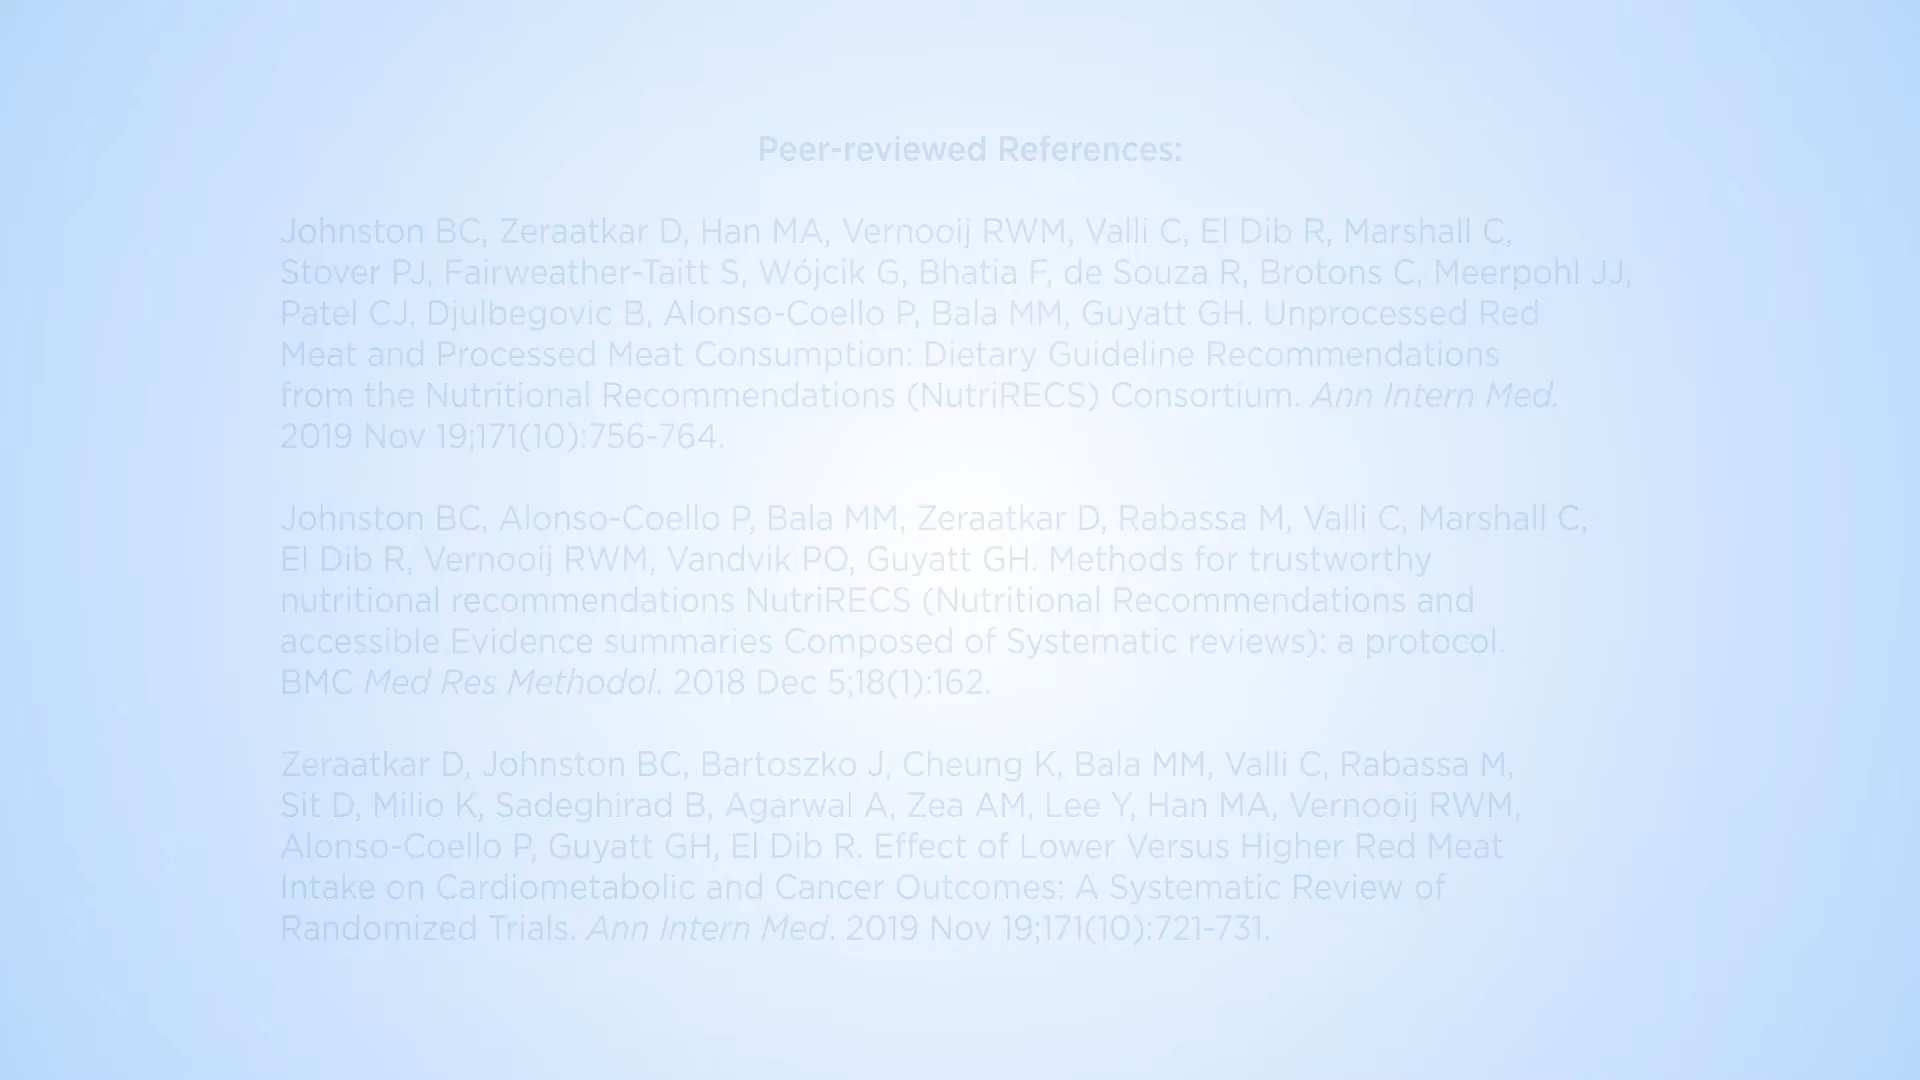 Peer-reviewed References:
Johnston BC, Zeraatkar D, Han MA, Vernooij RWM, Valli C, El Dib R, Marshall C,
Stover PJ, Fairweather-Taitt S, Wójcik G, Bhatia F, de Souza R, Brotons C, Meerpohl JJ,
Patel CJ, Djulbegovic B, Alonso-Coello P, Bala MM, Guyatt GH. Unprocessed Red
Meat and Processed Meat Consumption: Dietary Guideline Recommendations
from the Nutritional Recommendations (NutriRECS) Consortium. Ann Intern Med.
2019 Nov 19;171(10):756-764.
Johnston BC, Alonso-Coello P, Bala MM, Zeraatkar D, Rabassa M, Valli C, Marshall C,
El Dib R, Vernooij RWM, Vandvik PO, Guyatt GH. Methods for trustworthy
nutritional recommendations NutriRECS (Nutritional Recommendations and
accessible Evidence summaries Composed of Systematic reviews): a protocol.
BMC Med Res Methodol. 2018 Dec 5;18(1):162.
Zeraatkar D, Johnston BC, Bartoszko J, Cheung K, Bala MM, Valli C, Rabassa M,
Sit D, Milio K, Sadeghirad B, Agarwal A, Zea AM, Lee Y, Han MA, Vernooij RWM,
Alonso-Coello P, Guyatt GH, El Dib R. Effect of Lower Versus Higher Red Meat
Intake on Cardiometabolic and Cancer Outcomes: A Systematic Review of
Randomized Trials. Ann Intern Med. 2019 Nov 19;171(10):721-731.